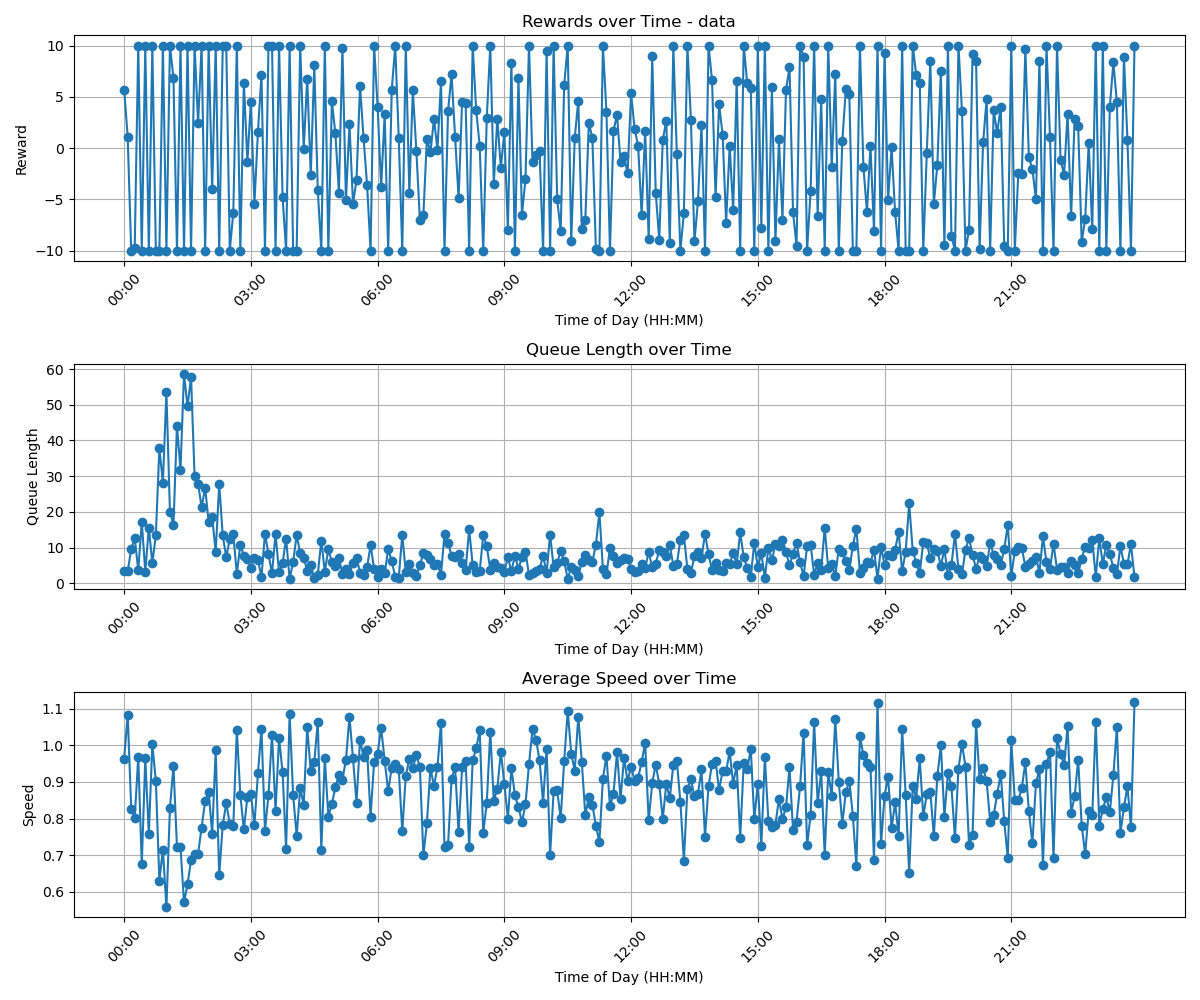 Rewards over Time - data
10
5
0
−5
−10
Reward
00:00 03:00 06:00 09:00 12:00 15:00 18:00 21:00
Time of Day (HH:MM)
Queue Length over Time
60
50
40
30
20
10
0
Queue Length
00:00 03:00 06:00 09:00 12:00 15:00 18:00 21:00
Time of Day (HH:MM)
Average Speed over Time
1.1
1.0
0.9
0.8
0.7
0.6
Speed
00:00 03:00 06:00 09:00 12:00 15:00 18:00 21:00
Time of Day (HH:MM)